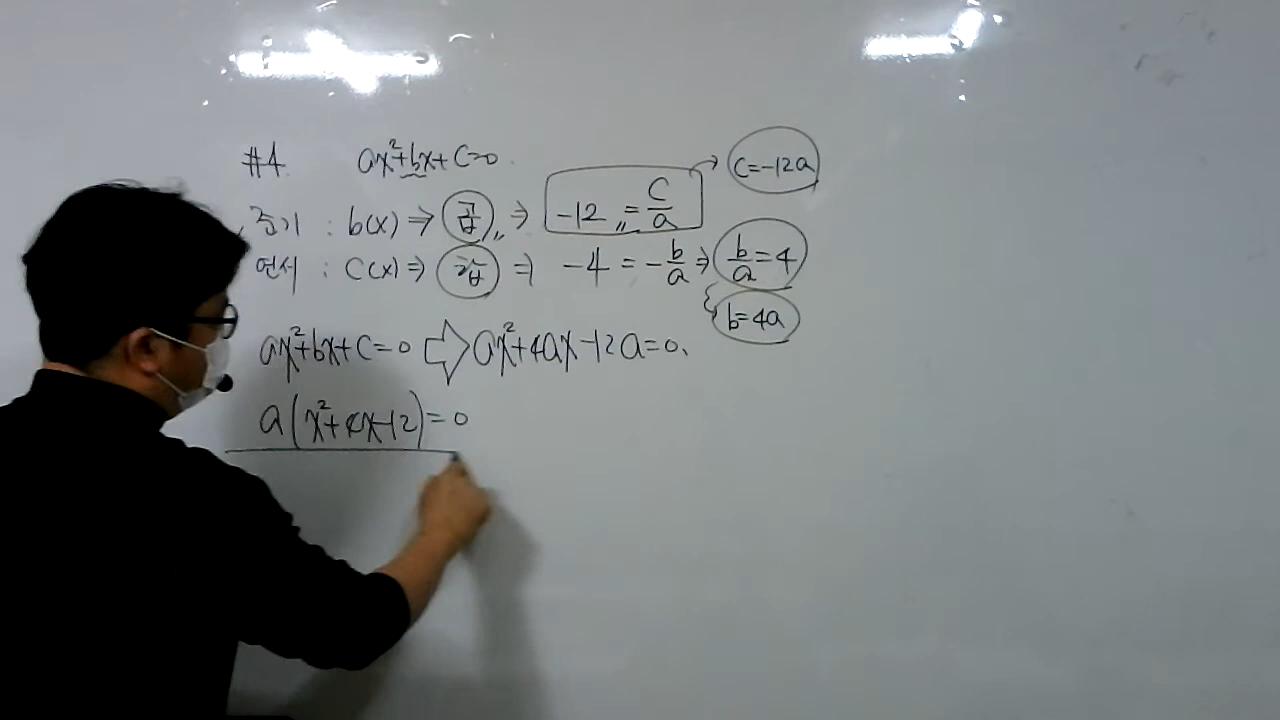 #4. ax²+bx+c=0.
준기 : b(x) ⇒ 곱 〃 ⇒ -12 = c/a → c=-12a
연서 : c(x) ⇒ 합 ⇒ -4 = -b/a ⇒ b/a=4
b=4a
ax²+bx+c=0 ⇨ ax²+4ax-12a=0.
a(x²+4x-12)=0